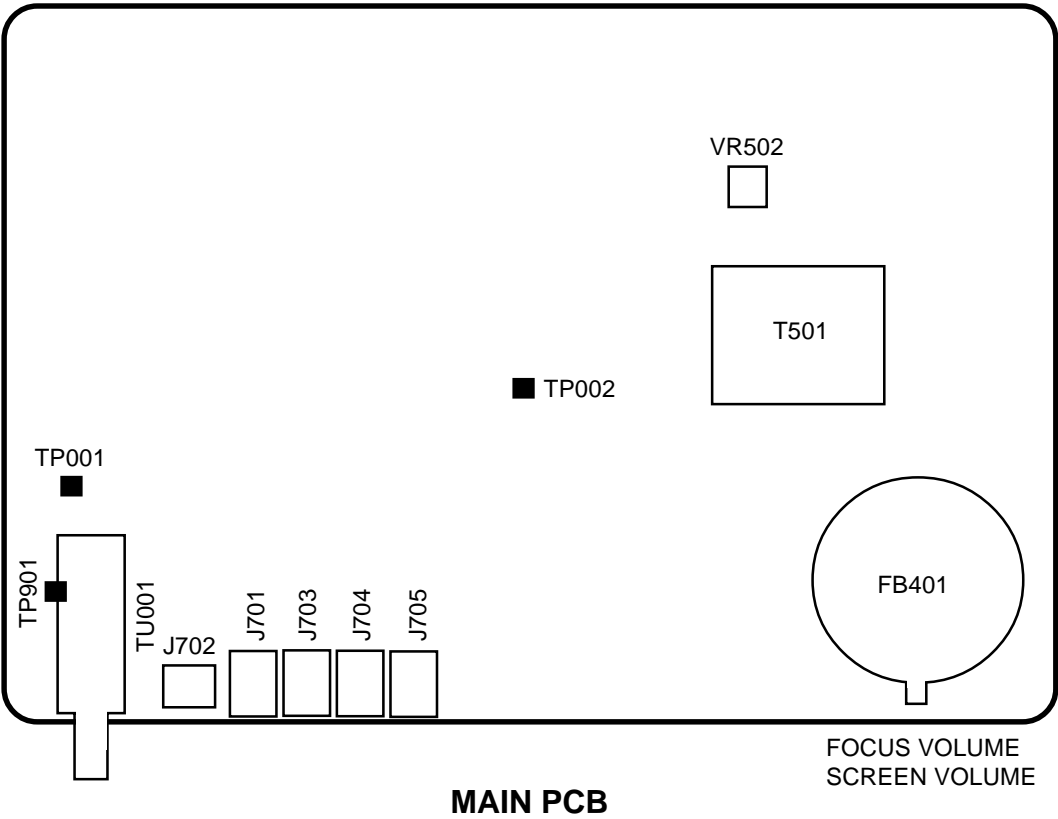 VR502
T501
TP002
TP001
TP901
TU001
J702
J701
J703
J704
J705
FB401
FOCUS VOLUME
SCREEN VOLUME
MAIN PCB